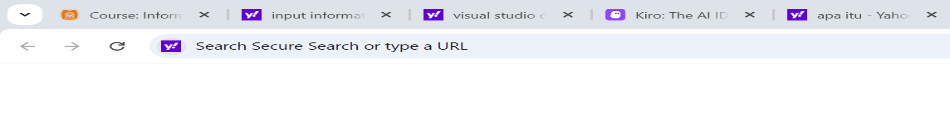 Course: Inform
input informat
visual studio c
Kiro: The AI ID
apa itu - Yaho
Search Secure Search or type a URL